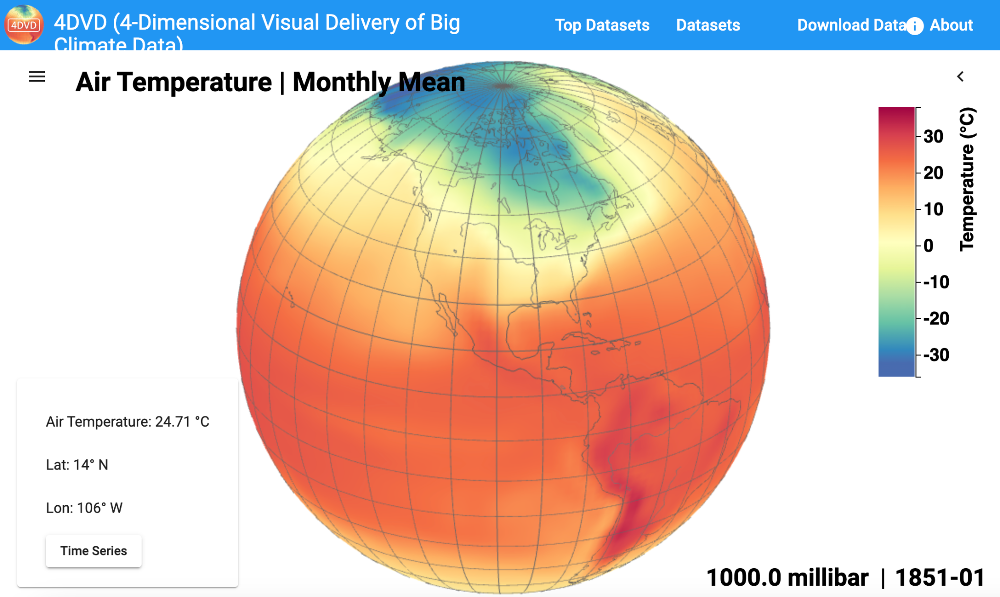 4DVD
4DVD (4-Dimensional Visual Delivery of Big
Climate Data)
Top Datasets
Datasets
Download Data
i
About
Air Temperature | Monthly Mean
30
20
10
0
-10
-20
-30
Temperature (°C)
Air Temperature: 24.71 °C
Lat: 14° N
Lon: 106° W
Time Series
1000.0 millibar | 1851-01